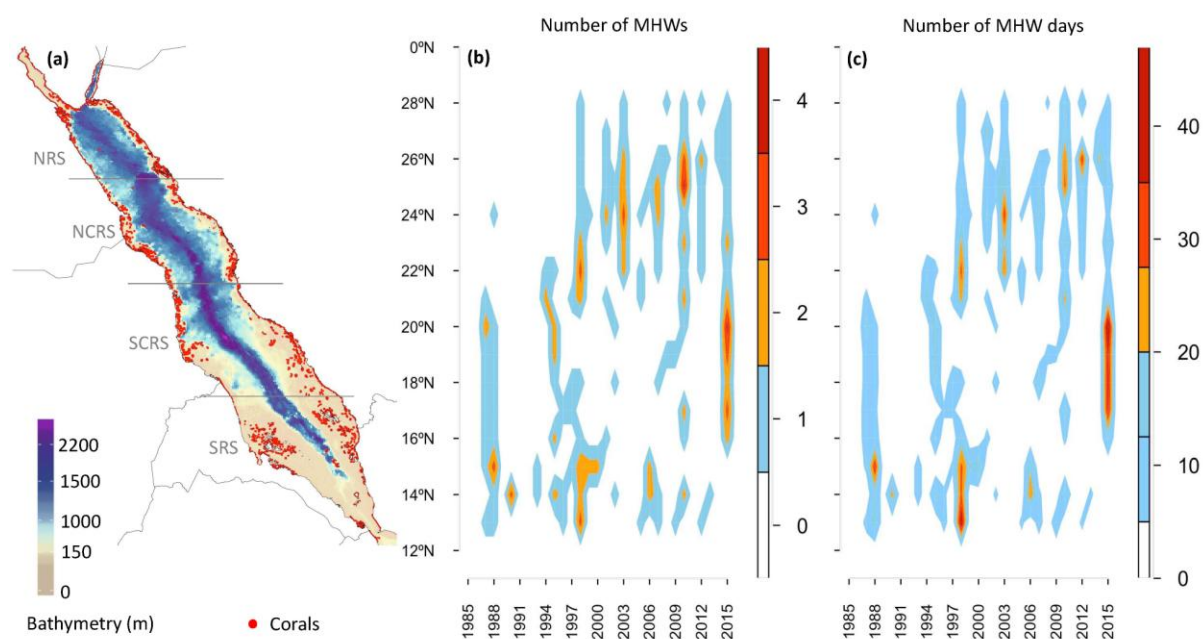 Number of MHWs
Number of MHW days
(a)
NRS
NCRS
SCRS
SRS
2200
1500
1000
150
0
Bathymetry (m)
Corals
(b)
0ºN
28ºN
26ºN
24ºN
22ºN
20ºN
18ºN
16ºN
14ºN
12ºN
11ºN
1985
1988
1991
1994
1997
2000
2003
2006
2009
2012
2015
4
3
2
1
0
(c)
1985
1988
1991
1994
1997
2000
2003
2006
2009
2012
2015
40
30
20
10
0